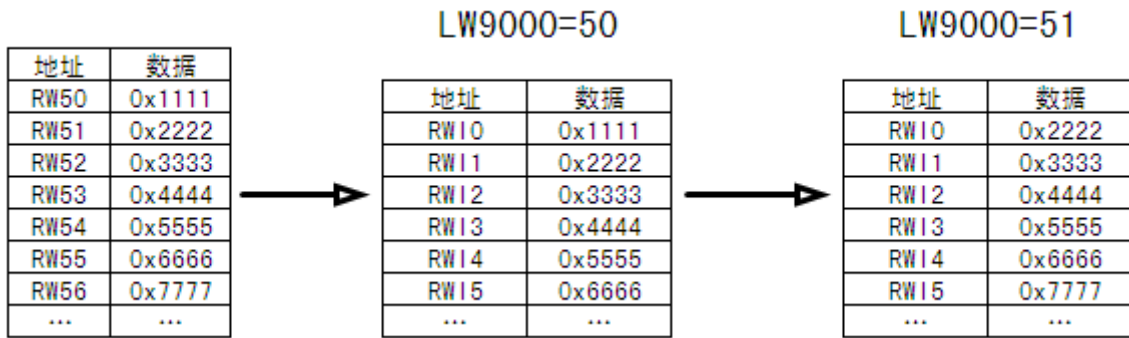 LW9000=50
LW9000=51
地址 数据
RW50 0x1111
RW51 0x2222
RW52 0x3333
RW53 0x4444
RW54 0x5555
RW55 0x6666
RW56 0x7777
… …
地址 数据
RWI0 0x1111
RWI1 0x2222
RWI2 0x3333
RWI3 0x4444
RWI4 0x5555
RWI5 0x6666
… …
地址 数据
RWI0 0x2222
RWI1 0x3333
RWI2 0x4444
RWI3 0x5555
RWI4 0x6666
RWI5 0x7777
… …